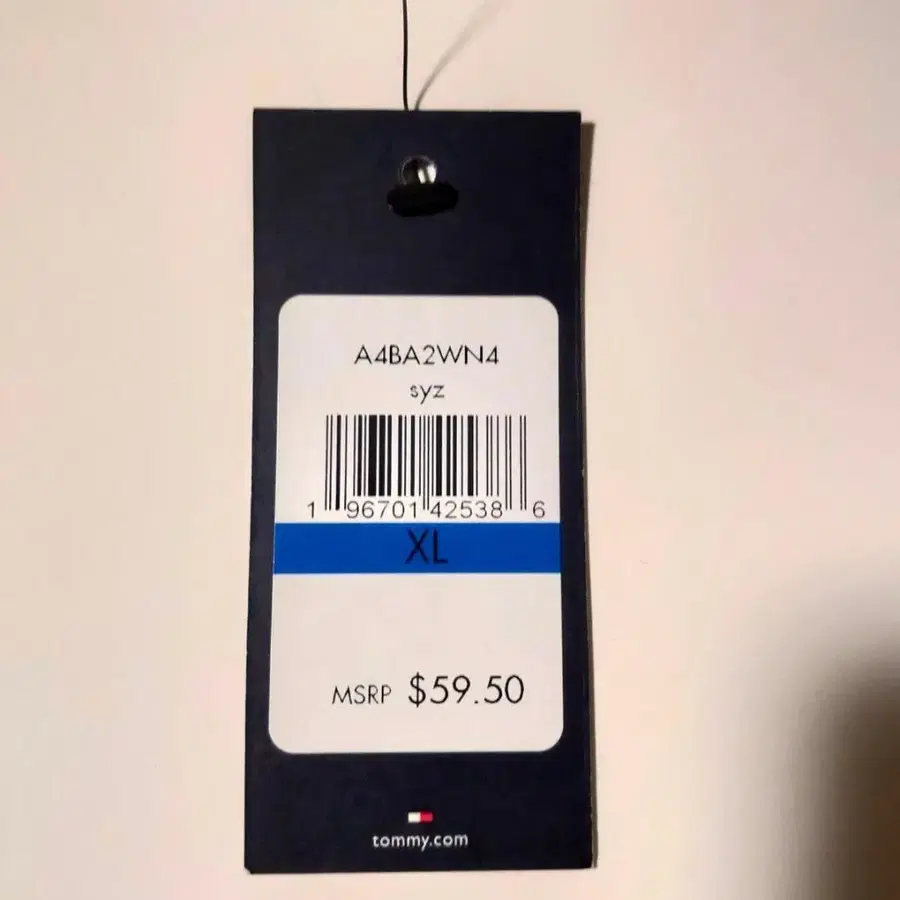 A4BA2WN4
syz
1 96701 42538 6
XL
MSRP $59.50
tommy.com